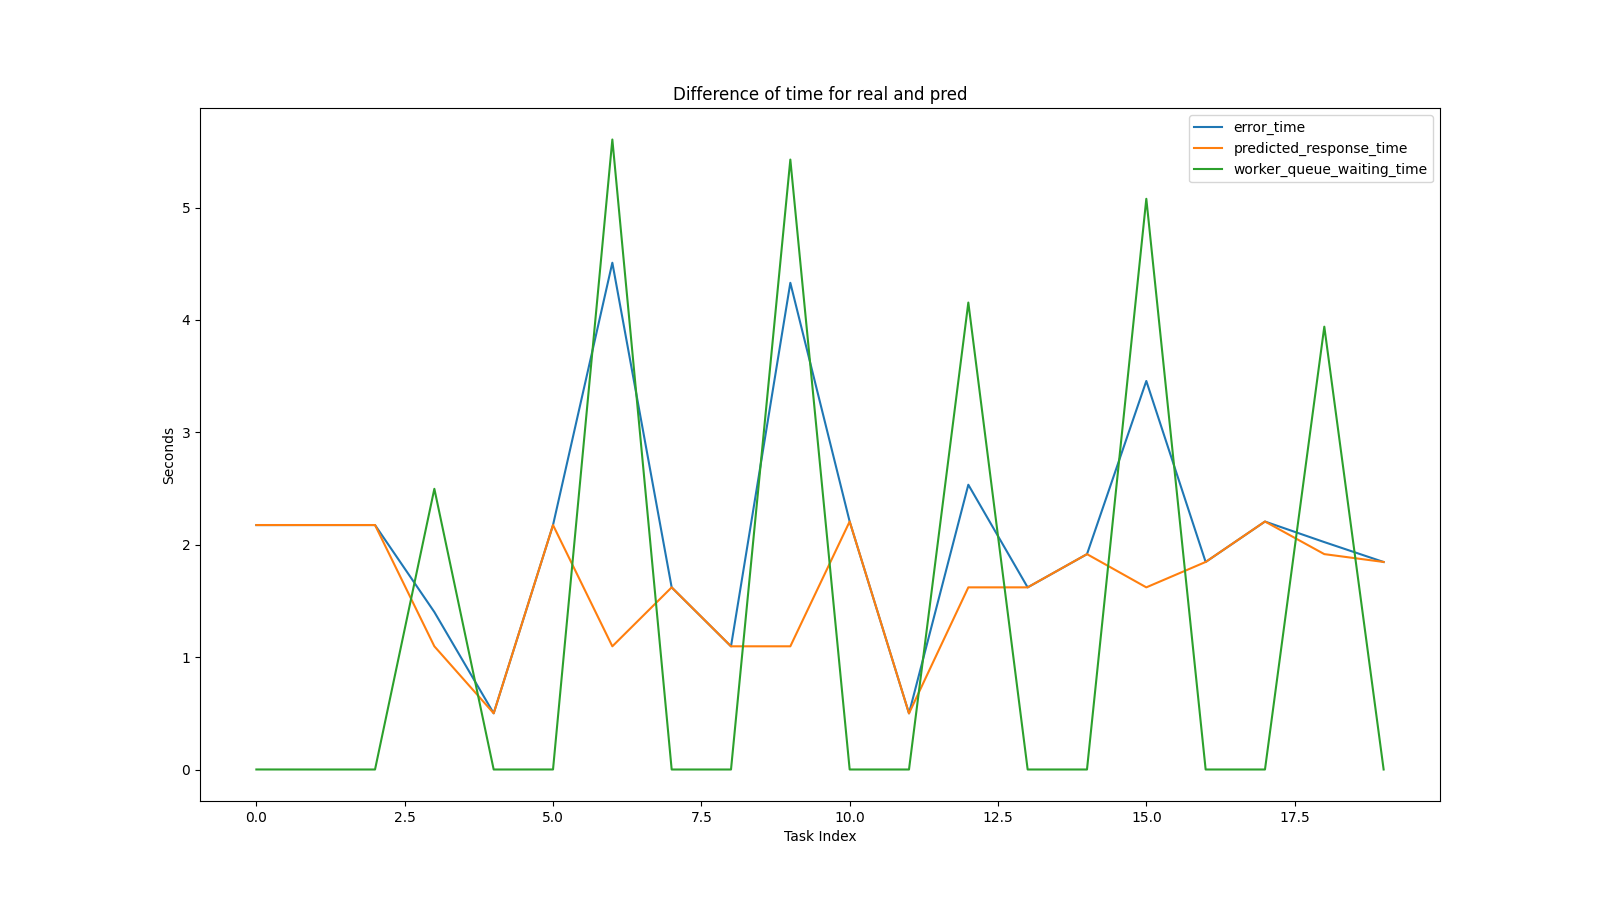 Difference of time for real and pred
error_time
predicted_response_time
worker_queue_waiting_time
5
4
3
2
1
0
Seconds
0.0 2.5 5.0 7.5 10.0 12.5 15.0 17.5
Task Index